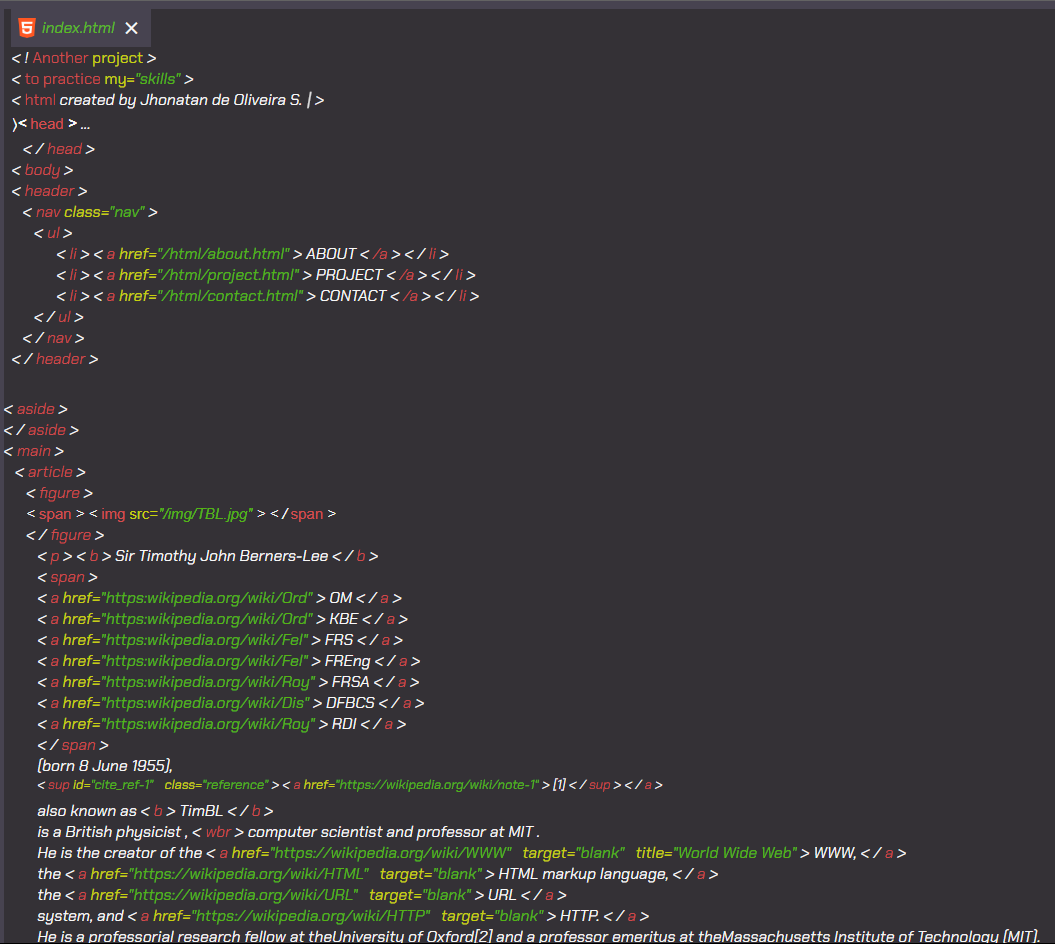 5 index.html ✕
< ! Another project >
< to practice my="skills" >
< html created by Jhonatan de Oliveira S. | >
)< head > ...
< / head >
< body >
< header >
< nav class="nav" >
< ul >
< li > < a href="/html/about.html" > ABOUT < /a > < / li >
< li > < a href="/html/project.html" > PROJECT < /a > < / li >
< li > < a href="/html/contact.html" > CONTACT < /a > < / li >
< / ul >
< / nav >
< / header >
< aside >
< / aside >
< main >
< article >
< figure >
< span > < img src="/img/TBL.jpg" > < / span >
< / figure >
< p > < b > Sir Timothy John Berners-Lee < / b >
< span >
< a href="https:wikipedia.org/wiki/Ord" > OM < / a >
< a href="https:wikipedia.org/wiki/Ord" > KBE < / a >
< a href="https:wikipedia.org/wiki/Fel" > FRS < / a >
< a href="https:wikipedia.org/wiki/Fel" > FREng < / a >
< a href="https:wikipedia.org/wiki/Roy" > FRSA < / a >
< a href="https:wikipedia.org/wiki/Dis" > DFBCS < / a >
< a href="https:wikipedia.org/wiki/Roy" > RDI < / a >
< / span >
(born 8 June 1955),
< sup id="cite_ref-1" class="reference" > < a href="https://wikipedia.org/wiki/note-1" > [1] < / sup > < / a >
also known as < b > TimBL < / b >
is a British physicist , < wbr > computer scientist and professor at MIT .
He is the creator of the < a href="https://wikipedia.org/wiki/WWW" target="blank" title="World Wide Web" > WWW, < / a >
the < a href="https://wikipedia.org/wiki/HTML" target="blank" > HTML markup language, < / a >
the < a href="https://wikipedia.org/wiki/URL" target="blank" > URL < / a >
system, and < a href="https://wikipedia.org/wiki/HTTP" target="blank" > HTTP. < / a >
He is a professorial research fellow at theUniversity of Oxford[2] and a professor emeritus at theMassachusetts Institute of Technology (MIT).